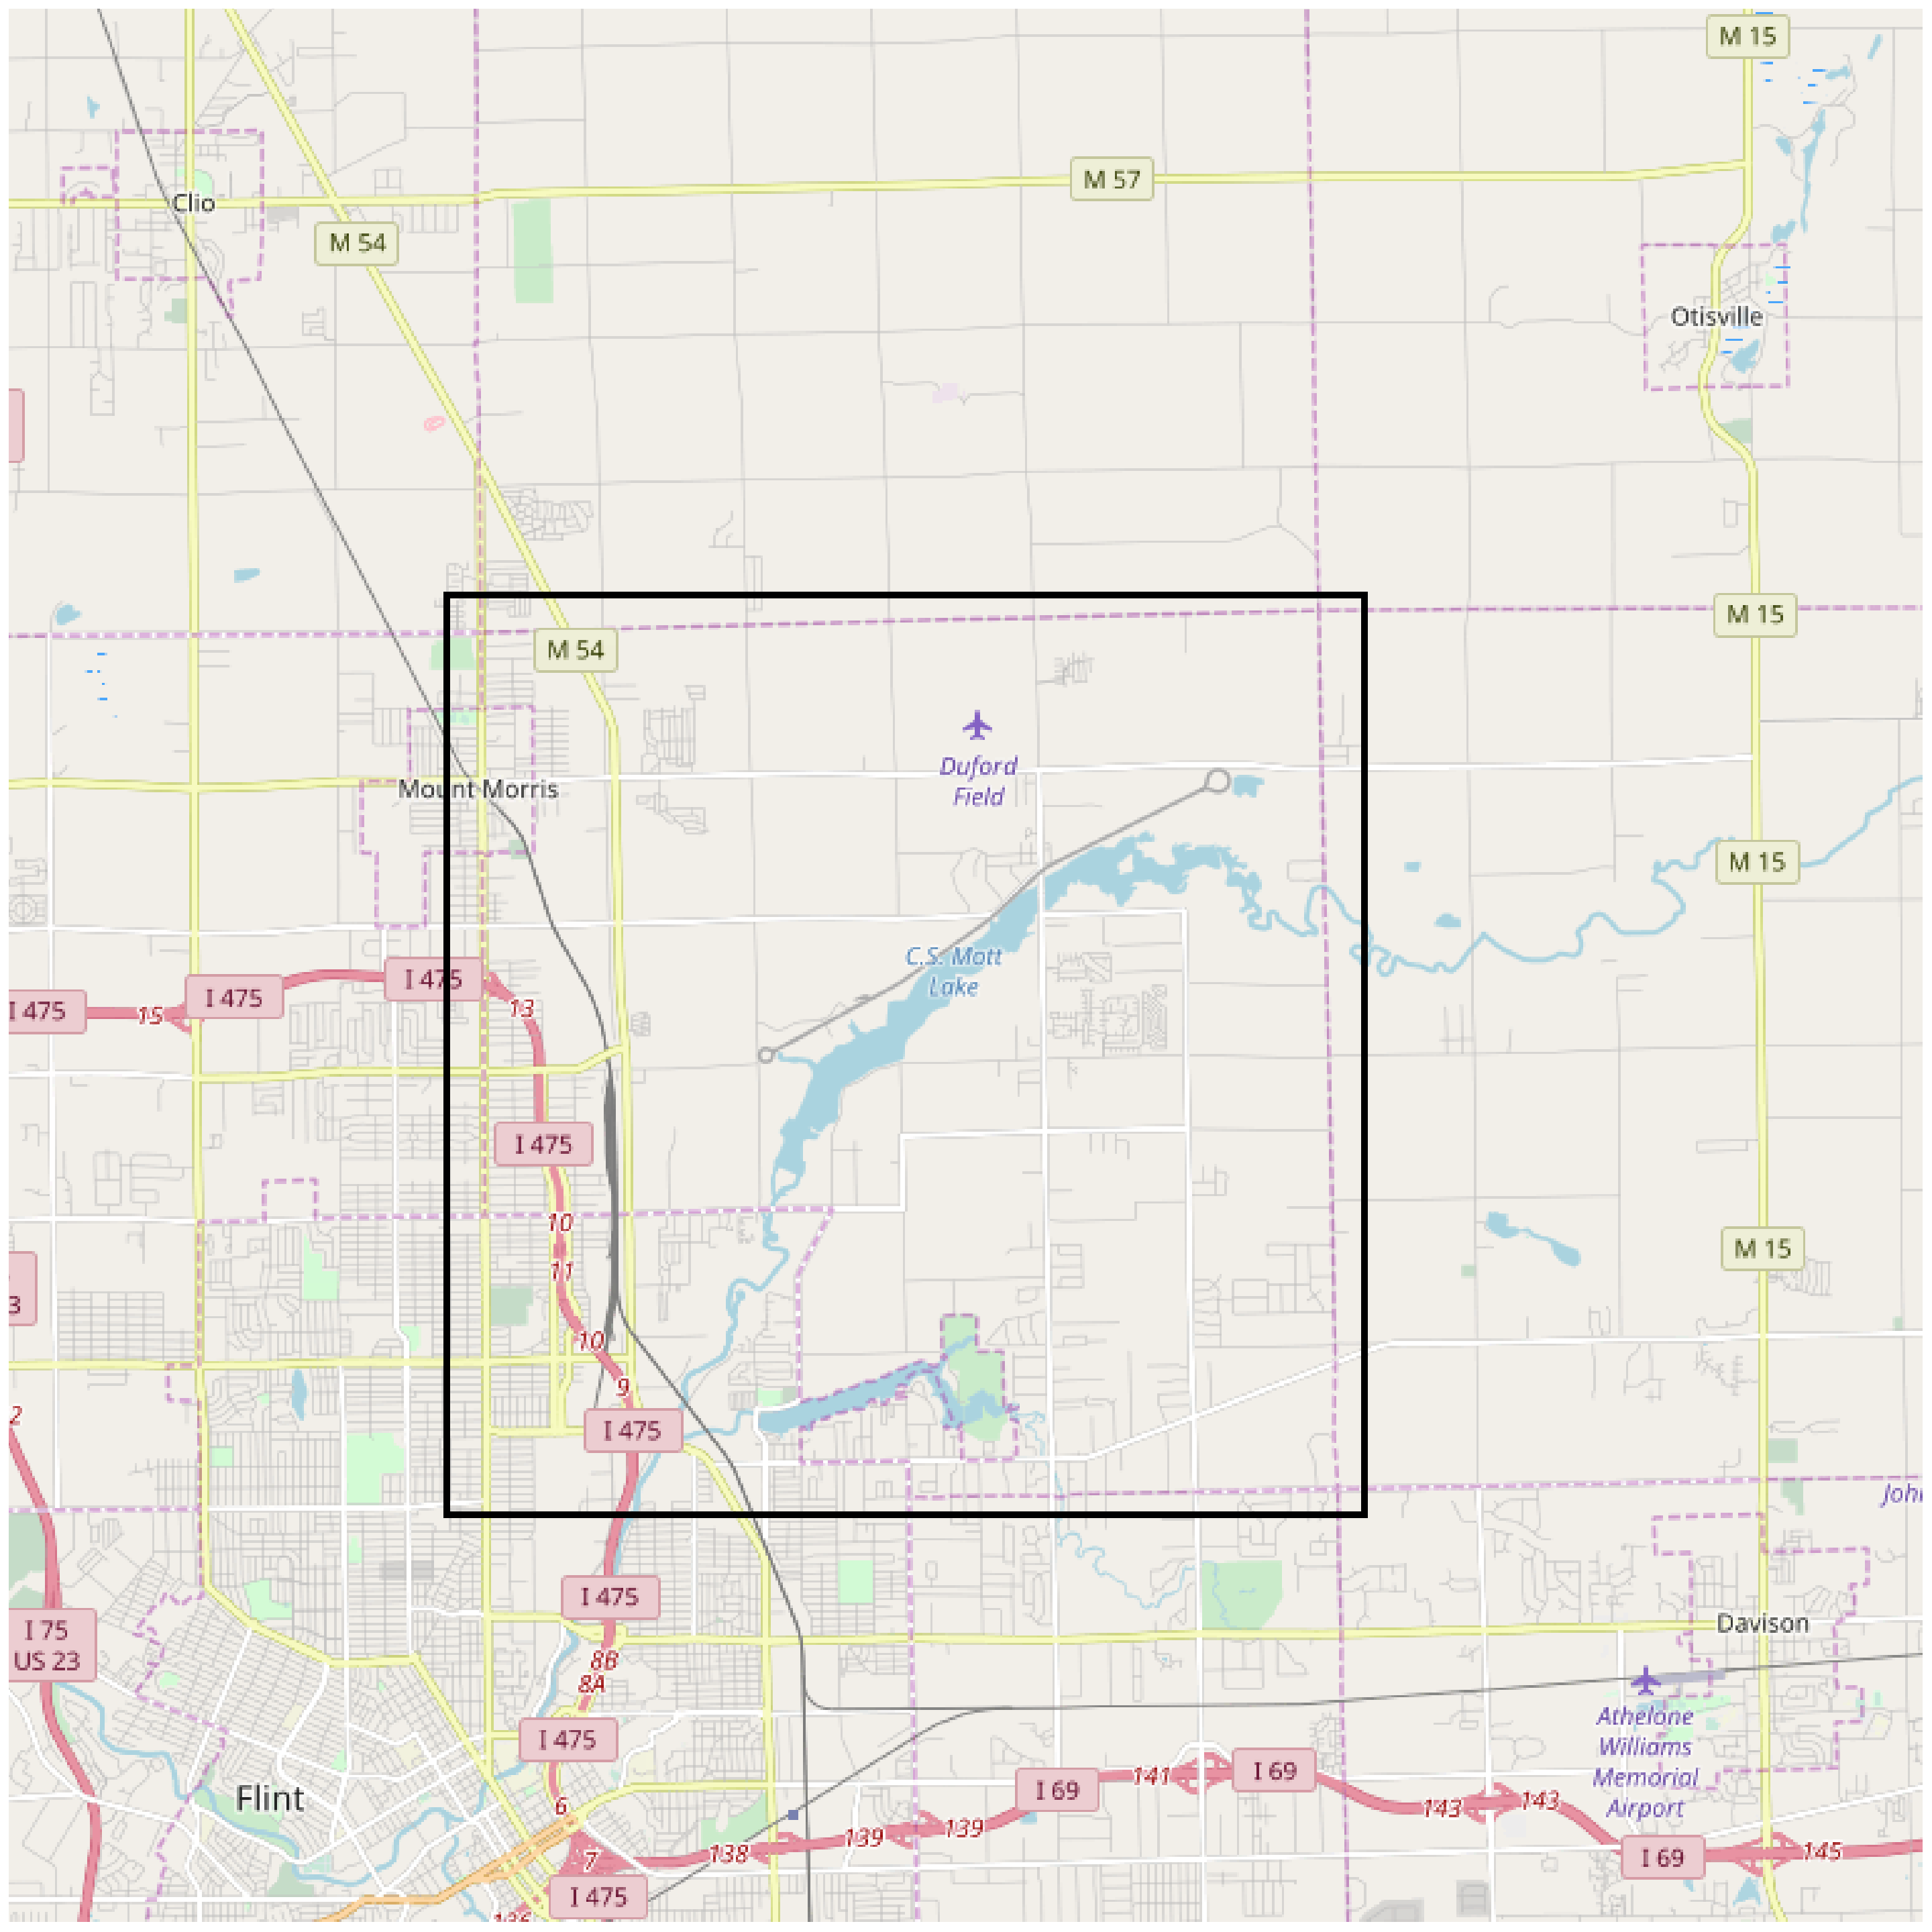 M 15
M 57
Clio
M 54
Otisville
M 15
M 54
Duford
Field
Mount Morris
M 15
C.S. Mott
Lake
I 475
I 475
I 475
15
13
I 475
10
M 15
11
3
10
9
2
I 475
John
I 475
I 75
US 23
Davison
8B
8A
I 475
Athelone
Williams
Memorial
Airport
I 69
141
I 69
Flint
6
143
143
139
139
138
7
I 69
145
I 475